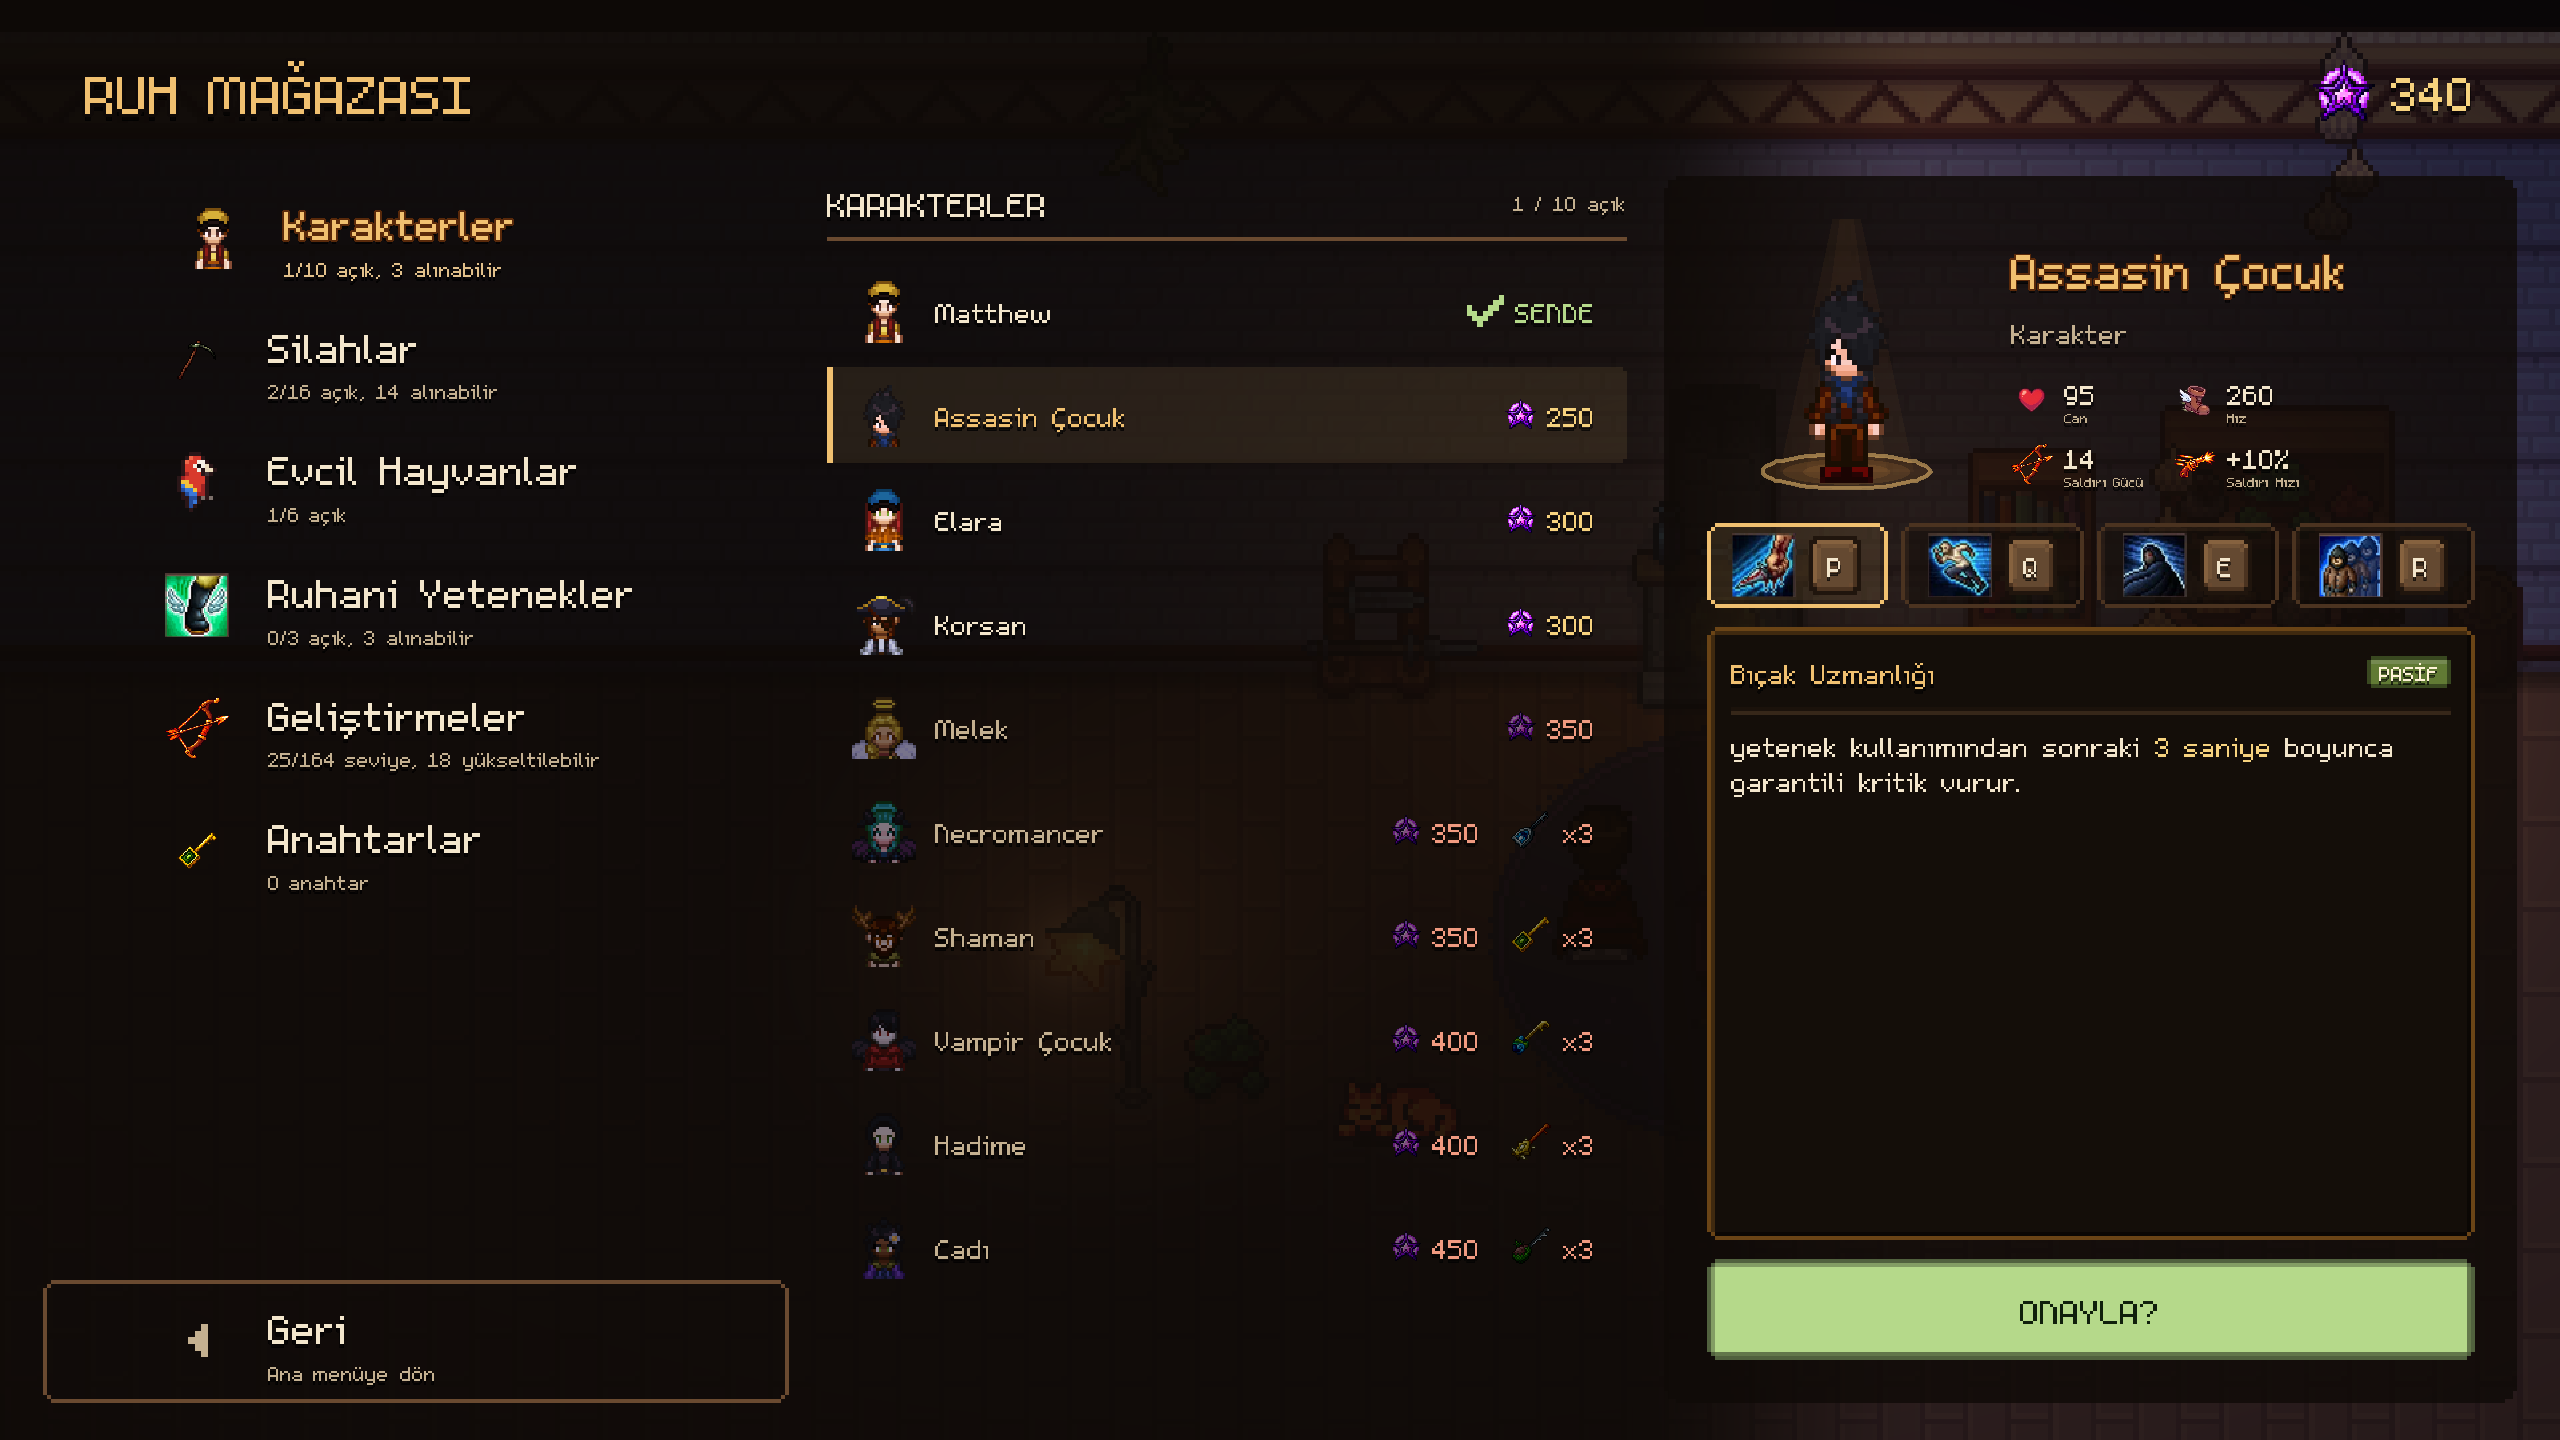 RUH MAĞAZASI
340
Karakterler
1/10 açık, 3 alınabilir
Silahlar
2/16 açık, 14 alınabilir
Evcil Hayvanlar
1/6 açık
Ruhani Yetenekler
0/3 açık, 3 alınabilir
Geliştirmeler
25/164 seviye, 18 yükseltilebilir
Anahtarlar
0 anahtar
Geri
Ana menüye dön
KARAKTERLER
1 / 10 açık
Matthew
SENDE
Assasin Çocuk
250
Elara
300
Korsan
300
Melek
350
Necromancer
350 x3
Shaman
350 x3
Vampir Çocuk
400 x3
Hadime
400 x3
Cadı
450 x3
Assasin Çocuk
Karakter
95
Can
260
Hız
14
Saldırı Gücü
+10%
Saldırı Hızı
P
Q
E
R
Bıçak Uzmanlığı
PASİF
yetenek kullanımından sonraki 3 saniye boyunca
garantili kritik vurur.
ONAYLA?